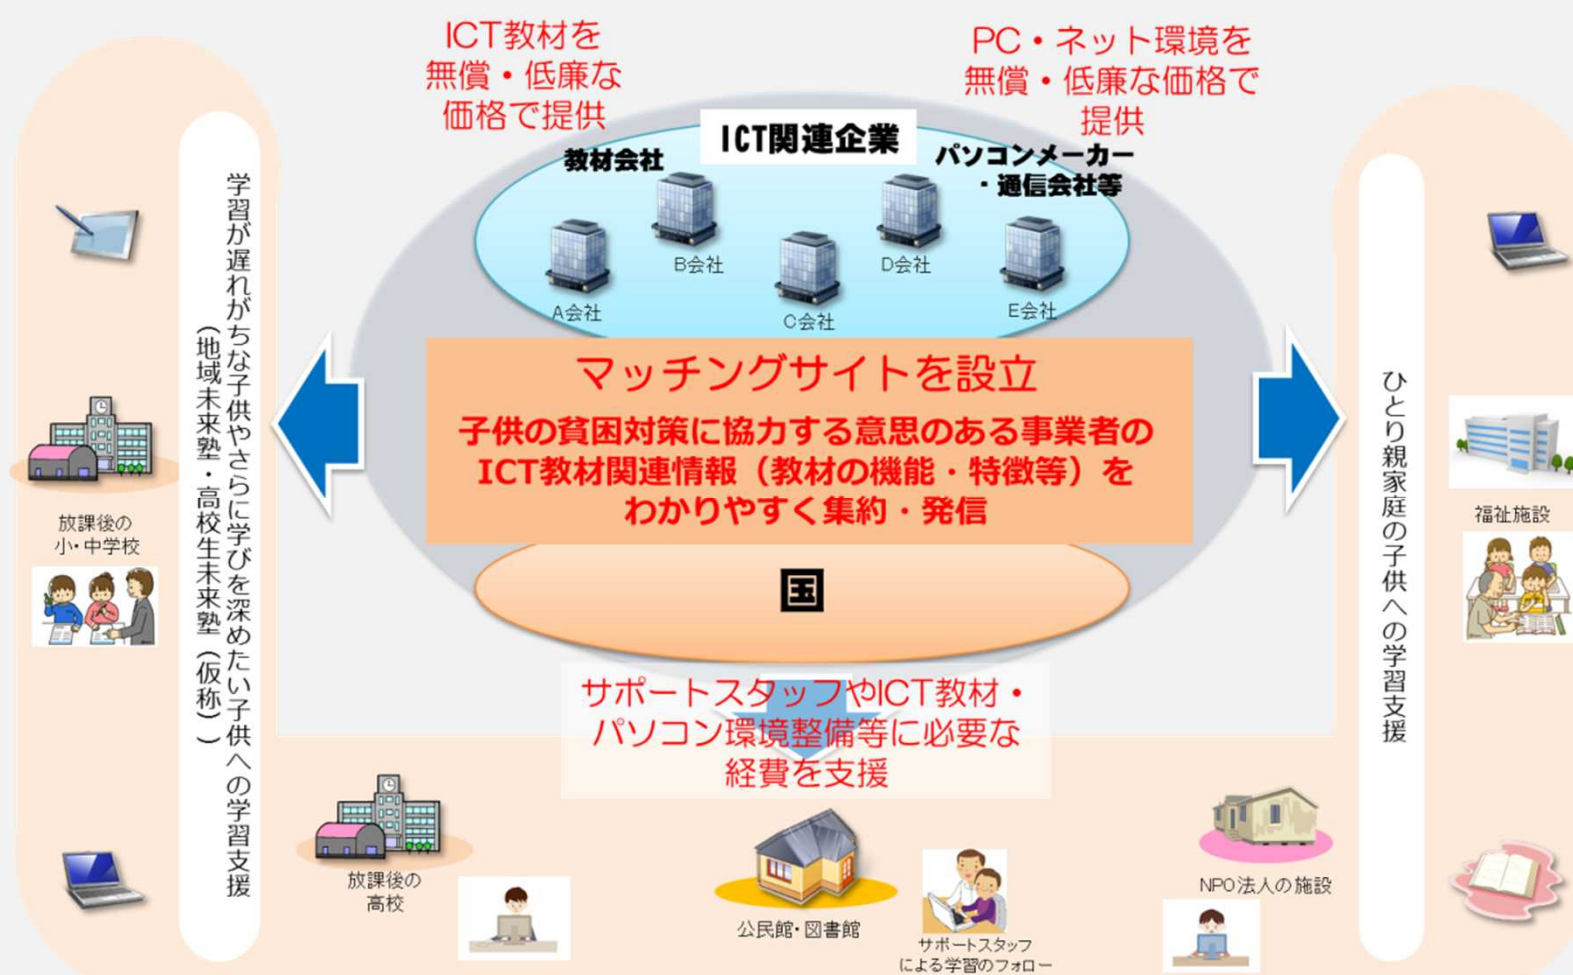 ICT教材を
無償・低廉な
価格で提供
PC・ネット環境を
無償・低廉な価格で
提供
ICT関連企業
教材会社
パソコンメーカー
・通信会社等
A会社
B会社
C会社
D会社
E会社
マッチングサイトを設立
子供の貧困対策に協力する意思のある事業者の
ICT教材関連情報（教材の機能・特徴等）を
わかりやすく集約・発信
国
サポートスタッフやICT教材・
パソコン環境整備等に必要な
経費を支援
学習が遅れがちな子供やさらに学びを深めたい子供への学習支援
（地域未来塾・高校生未来塾（仮称））
放課後の
小・中学校
ひとり親家庭の子供への学習支援
福祉施設
放課後の
高校
公民館・図書館
サポートスタッフ
による学習のフォロー
NPO法人の施設